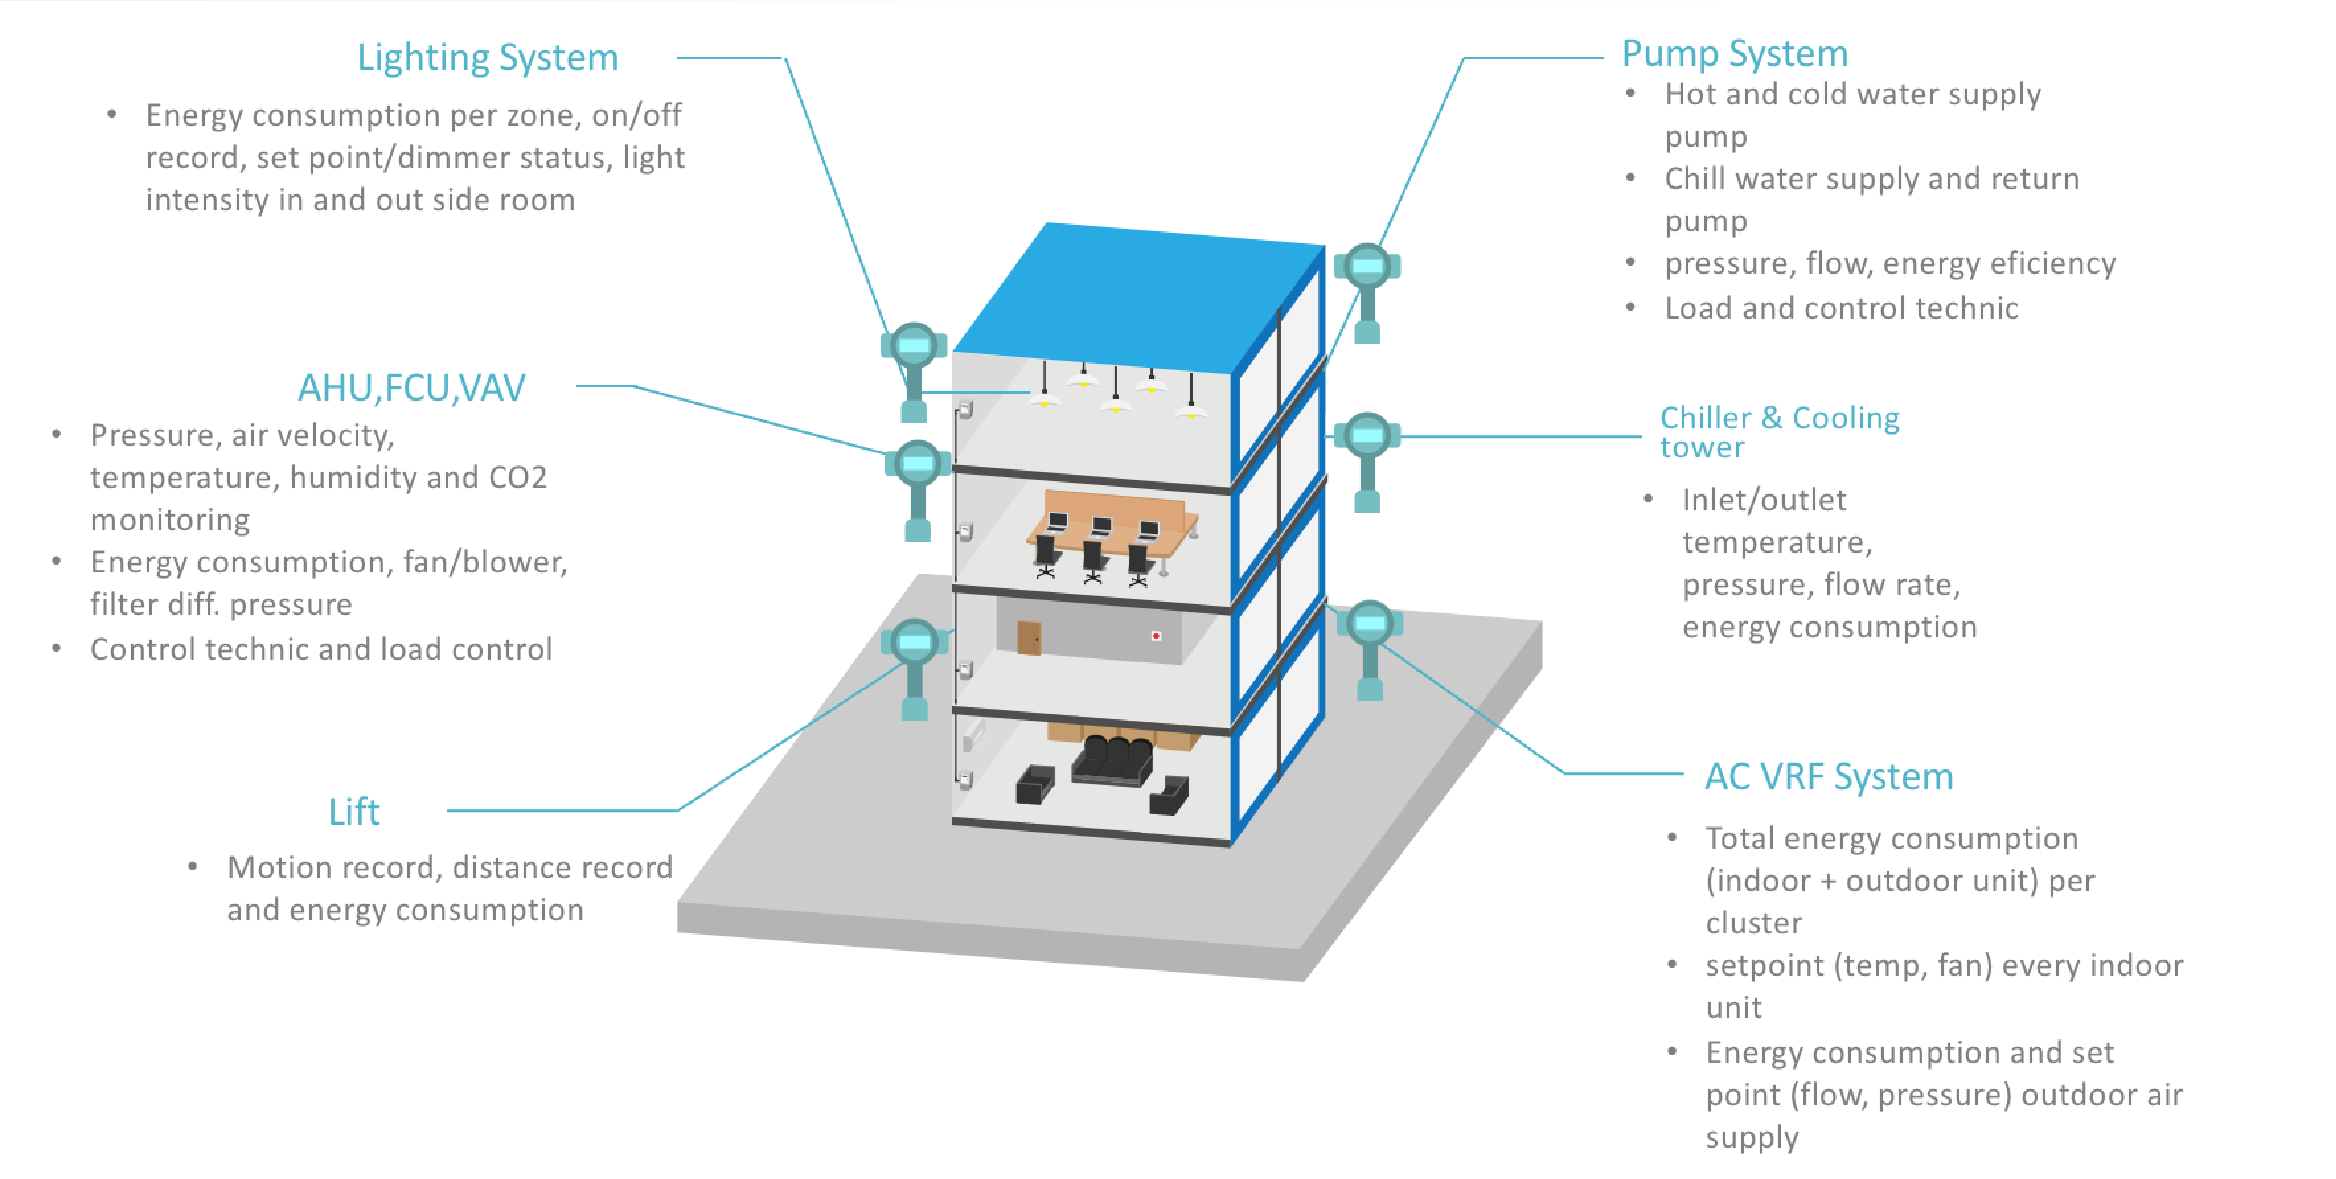 Lighting System
• Energy consumption per zone, on/off
record, set point/dimmer status, light
intensity in and out side room
AHU,FCU,VAV
• Pressure, air velocity,
temperature, humidity and CO2
monitoring
• Energy consumption, fan/blower,
filter diff. pressure
• Control technic and load control
Lift
• Motion record, distance record
and energy consumption
Pump System
• Hot and cold water supply
pump
• Chill water supply and return
pump
• pressure, flow, energy eficiency
• Load and control technic
Chiller & Cooling
tower
• Inlet/outlet
temperature,
pressure, flow rate,
energy consumption
AC VRF System
• Total energy consumption
(indoor + outdoor unit) per
cluster
• setpoint (temp, fan) every indoor
unit
• Energy consumption and set
point (flow, pressure) outdoor air
supply